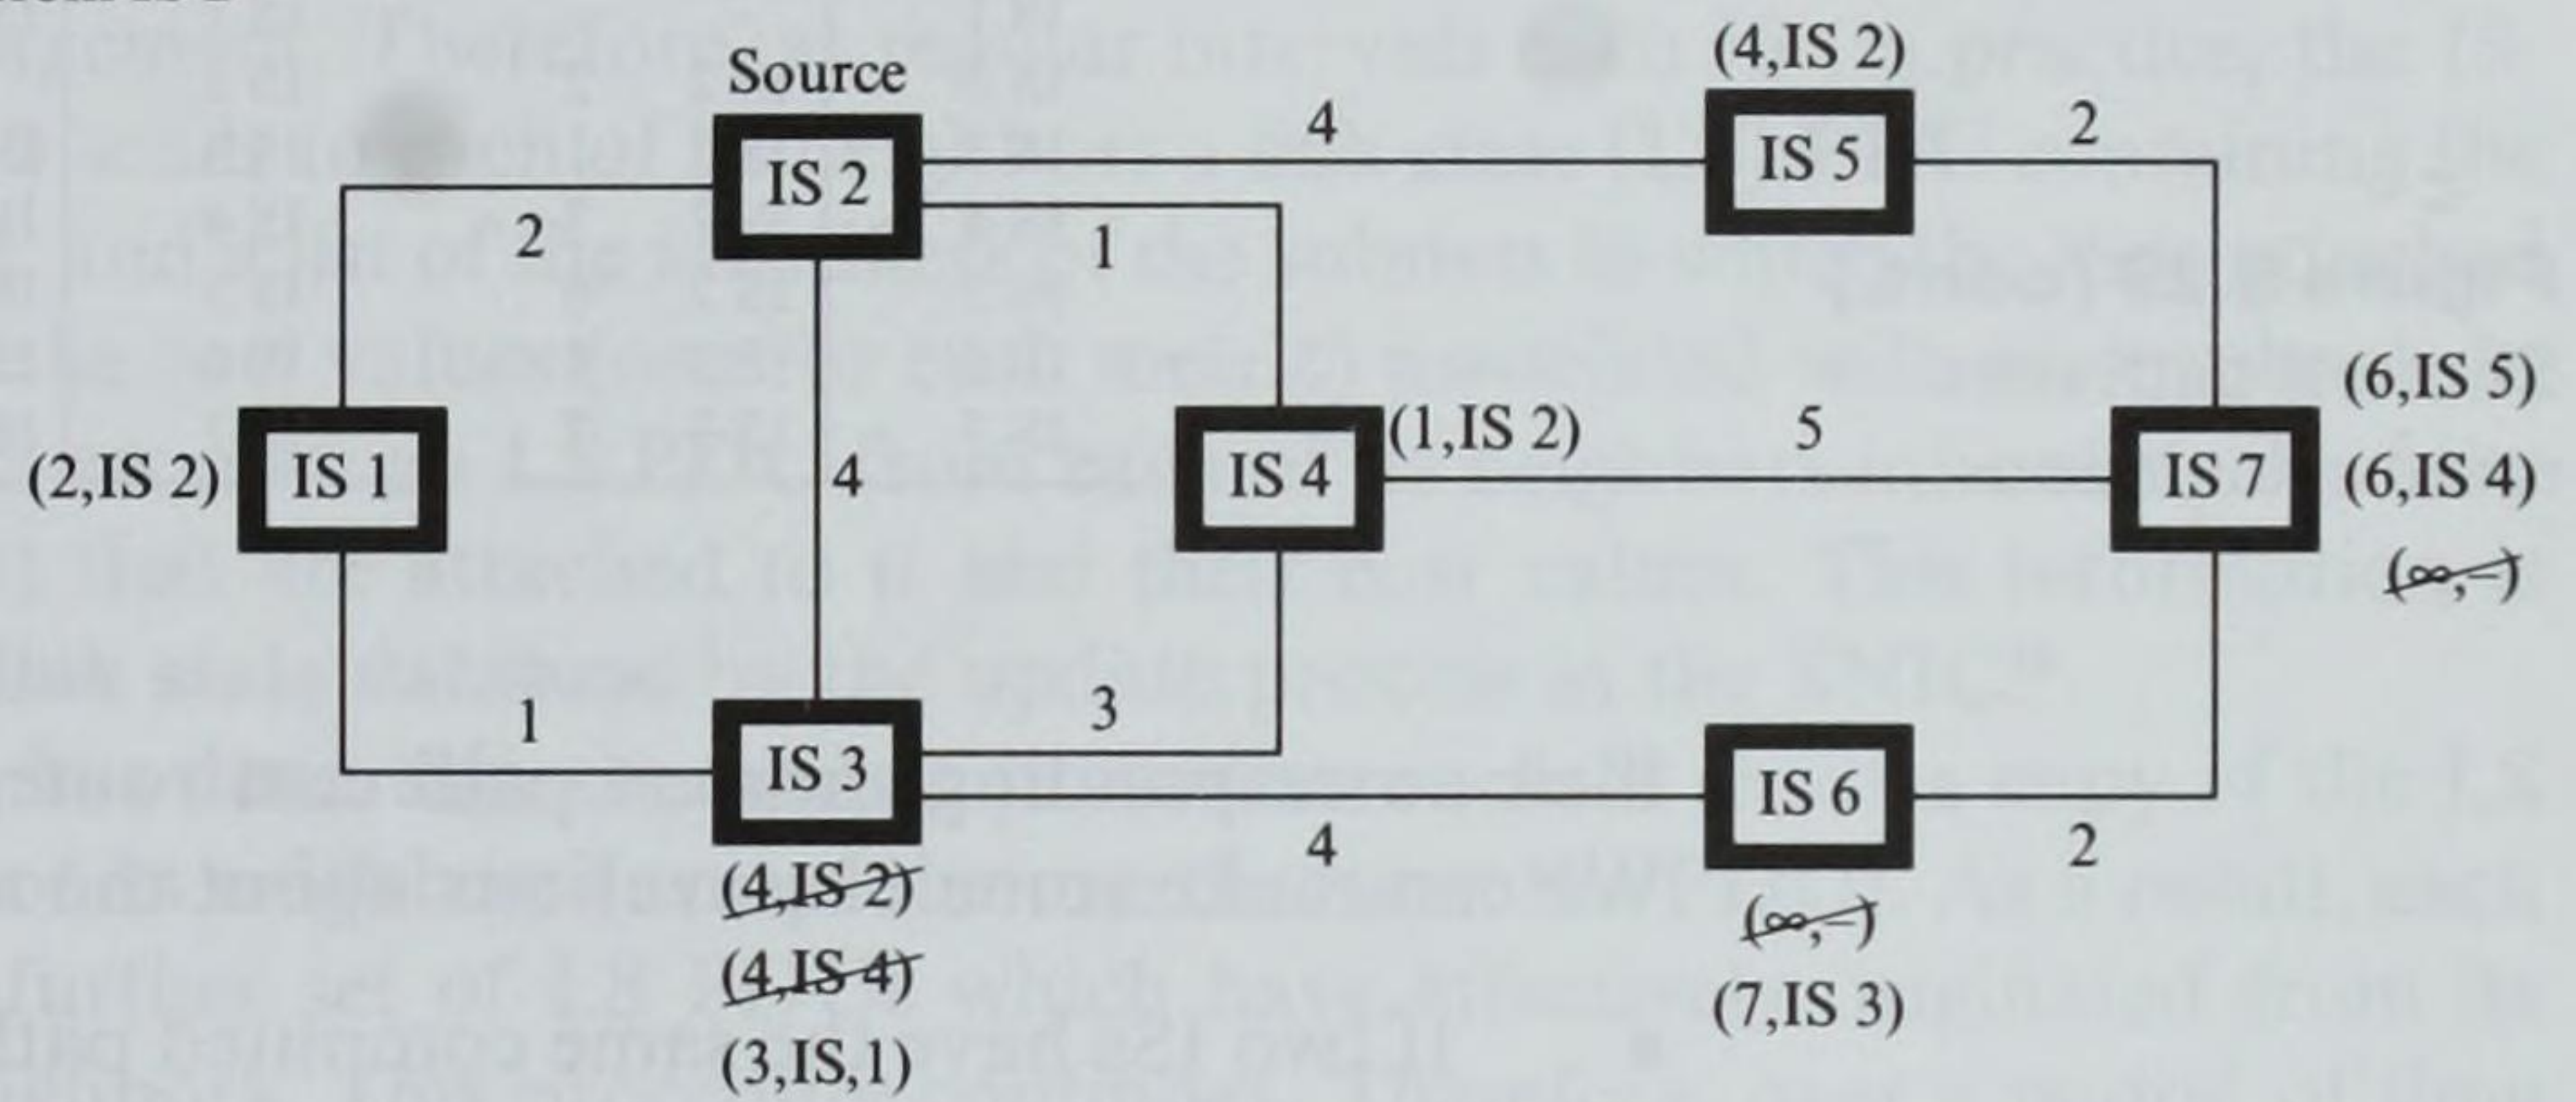 Source
(4,IS 2)
4
2
IS 2
IS 5
2
1
(6,IS 5)
(2,IS 2)
IS 1
4
IS 4
(1,IS 2)
5
IS 7
(6,IS 4)
(∞,–)
1
3
IS 3
4
IS 6
2
(4,IS 2)
(∞,–)
(4,IS 4)
(7,IS 3)
(3,IS,1)